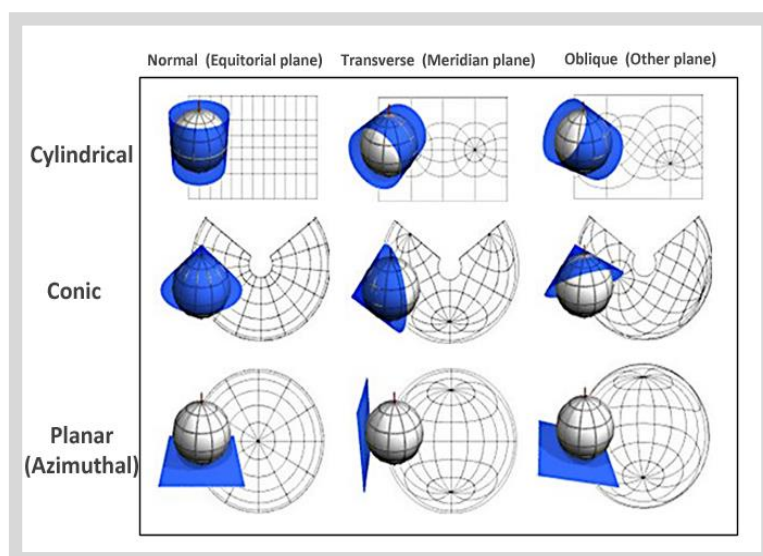 Normal (Equitorial plane) Transverse (Meridian plane) Oblique (Other plane)
Cylindrical
Conic
Planar
(Azimuthal)